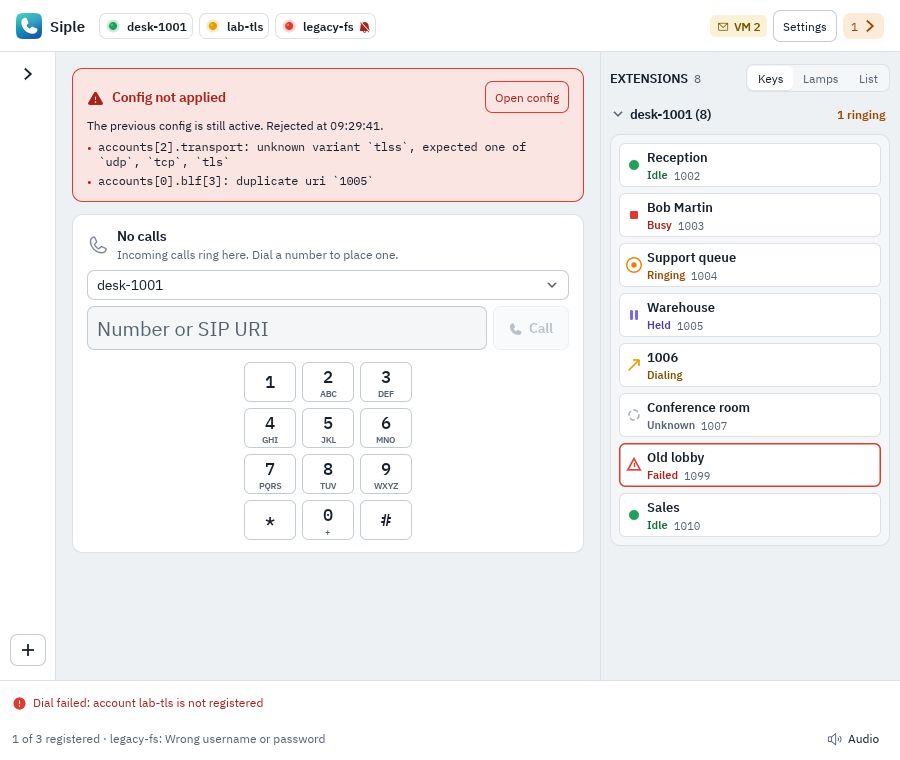 Siple
desk-1001
lab-tls
legacy-fs
VM 2
Settings
1
Config not applied
Open config
The previous config is still active. Rejected at 09:29:41.
• accounts[2].transport: unknown variant `tlss`, expected one of
`udp`, `tcp`, `tls`
• accounts[0].blf[3]: duplicate uri `1005`
No calls
Incoming calls ring here. Dial a number to place one.
desk-1001
Number or SIP URI
Call
1
2
ABC
3
DEF
4
GHI
5
JKL
6
MNO
7
PQRS
8
TUV
9
WXYZ
*
0
+
#
EXTENSIONS 8
Keys
Lamps
List
desk-1001 (8)
1 ringing
Reception
Idle 1002
Bob Martin
Busy 1003
Support queue
Ringing 1004
Warehouse
Held 1005
1006
Dialing
Conference room
Unknown 1007
Old lobby
Failed 1099
Sales
Idle 1010
+
Dial failed: account lab-tls is not registered
1 of 3 registered · legacy-fs: Wrong username or password
Audio